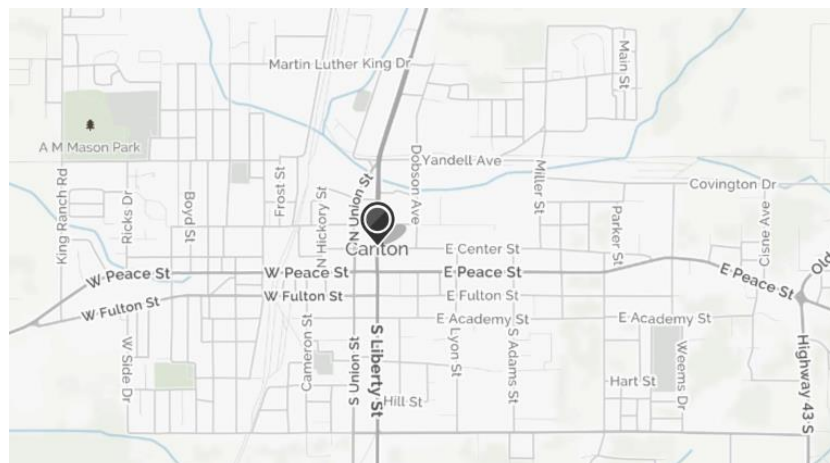 Martin Luther King Dr
Main St
A M Mason Park
Yandell Ave
Dobson Ave
Miller St
Covington Dr
King Ranch Rd
Ricks Dr
Boyd St
Frost St
N Hickory St
N Union St
Canton
E Center St
Parker St
Cisne Ave
Old
W Peace St
W Peace St
E Peace St
E Peace St
W Fulton St
W Fulton St
E Fulton St
E Academy St
E Academy St
W Side Dr
Cameron St
S Union St
S Liberty St
Lyon St
S Adams St
Hart St
Weems Dr
Highway 43 S
Hill St